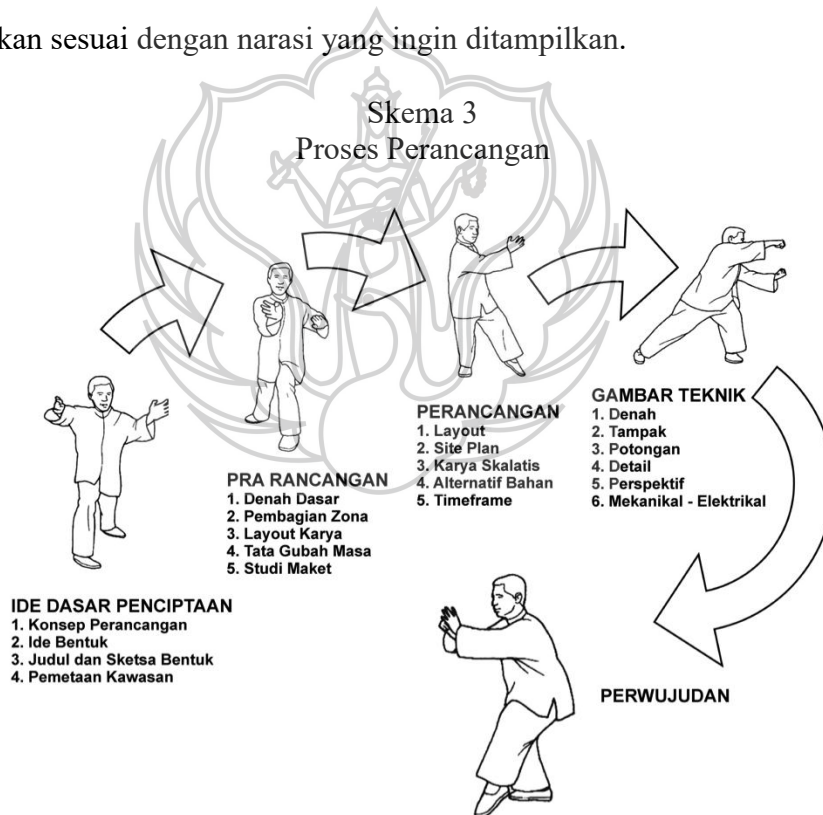 kan sesuai dengan narasi yang ingin ditampilkan.
Skema 3
Proses Perancangan
IDE DASAR PENCIPTAAN
1. Konsep Perancangan
2. Ide Bentuk
3. Judul dan Sketsa Bentuk
4. Pemetaan Kawasan
PRA RANCANGAN
1. Denah Dasar
2. Pembagian Zona
3. Layout Karya
4. Tata Gubah Masa
5. Studi Maket
PERANCANGAN
1. Layout
2. Site Plan
3. Karya Skalatis
4. Alternatif Bahan
5. Timeframe
GAMBAR TEKNIK
1. Denah
2. Tampak
3. Potongan
4. Detail
5. Perspektif
6. Mekanikal - Elektrikal
PERWUJUDAN